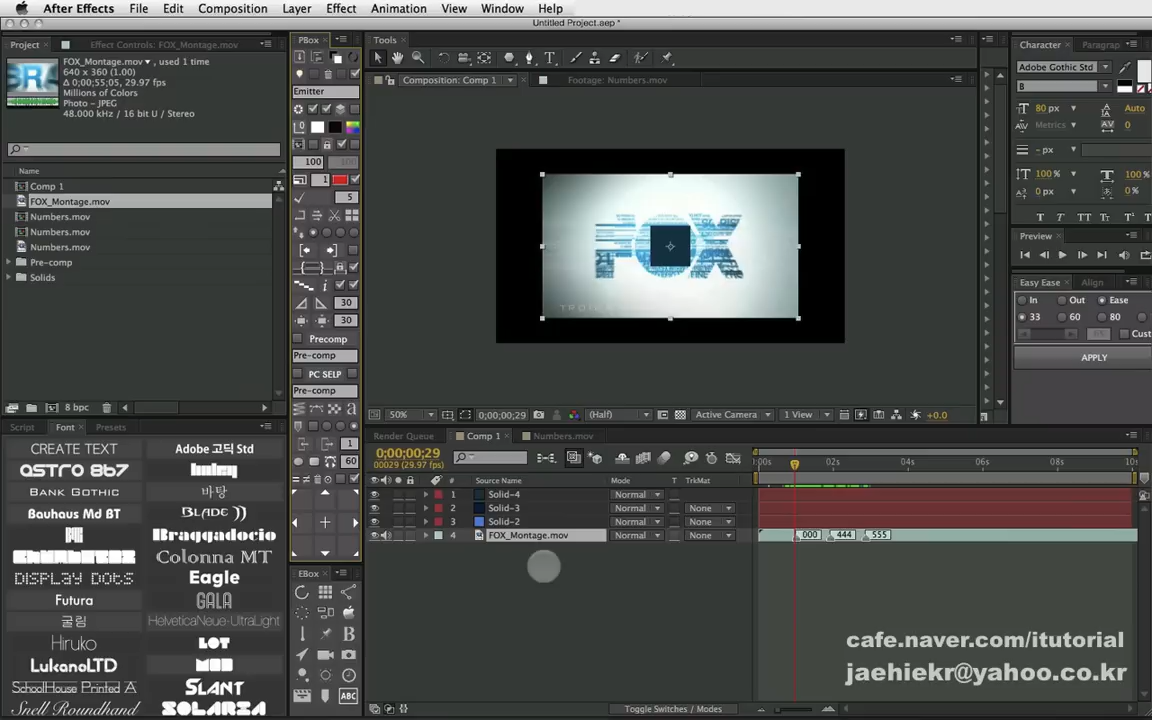 After Effects File Edit Composition Layer Effect Animation View Window Help
Untitled Project.aep *
Project Effect Controls: FOX_Montage.mov
FOX_Montage.mov▼, used 1 time
640 x 360 (1.00)
Δ 0;00;55;05, 29.97 fps
Millions of Colors
Photo - JPEG
48.000 kHz / 16 bit U / Stereo
Name
Comp 1
FOX_Montage.mov
Numbers.mov
Numbers.mov
Numbers.mov
Pre-comp
Solids
8 bpc
Script Font Presets
CREATE TEXT
Adobe 고딕 Std
ASTRO 867
BANK GOTHIC
바탕
Bauhaus Md BT
BLADE
Braggadocio
Colonna MT
DISPLAY DOTS
Eagle
Futura
GALA
굴림
HelveticaNeue-UltraLight
Hiruko
LOT
LukanoLTD
MOD
SCHOOLHOUSE PRINTED A
SLANT
Snell Roundhand
SOLARIA
PBox
Emitter
100
1
5
30
30
Precomp
Pre-comp
PC SELP
Pre-comp
1
60
EBox
ABC
Tools
Composition: Comp 1 Footage: Numbers.mov
FOX
50% 0;00;00;29 (Half) Active Camera 1 View +0.0
Character Paragrap
Adobe Gothic Std
B
80 px Auto
Metrics 0
- px
100% 100%
0 px 0 %
T T TT Tт
Preview
Easy Ease Align
In Out Ease
33 60 80
Cust
APPLY
Render Queue Comp 1 Numbers.mov
0;00;00;29
00029 (29.97 fps)
:00s 02s 04s 06s 08s 10s
# Source Name Mode T TrkMat
1 Solid-4 Normal
2 Solid-3 Normal None
3 Solid-2 Normal None
4 FOX_Montage.mov Normal None 000 444 555
cafe.naver.com/itutorial
jaehiekr@yahoo.co.kr
Toggle Switches / Modes